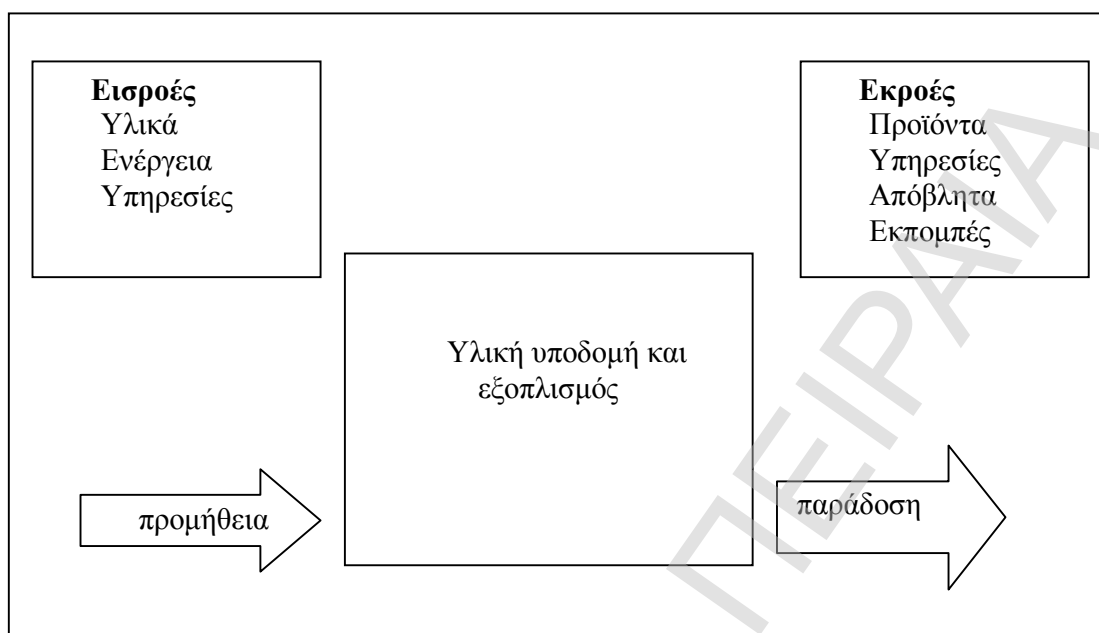 Εισροές
Υλικά
Ενέργεια
Υπηρεσίες
Εκροές
Προϊόντα
Υπηρεσίες
Απόβλητα
Εκπομπές
Υλική υποδομή και
εξοπλισμός
προμήθεια
παράδοση
ΠΕΙΡΑΙΑ